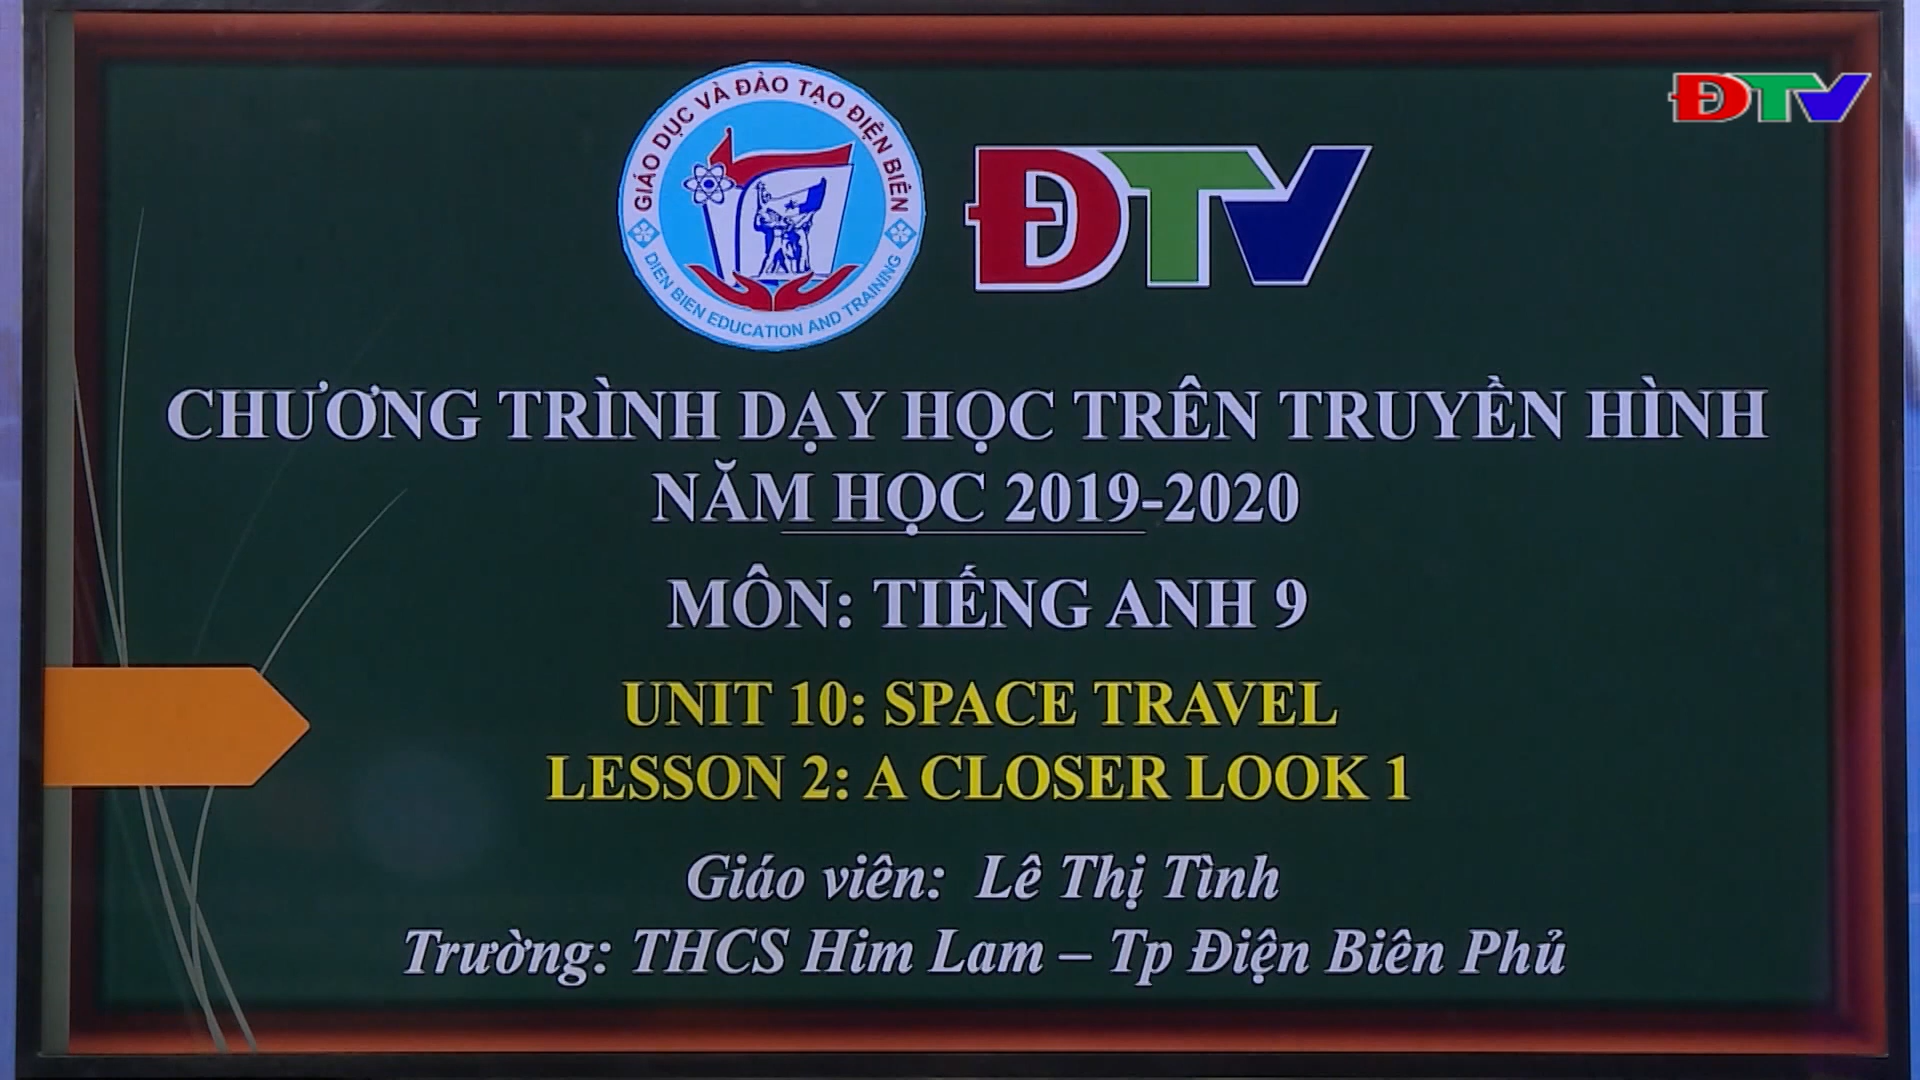 GIÁO DỤC VÀ ĐÀO TẠO ĐIỆN BIÊN
DIEN BIEN EDUCATION AND TRAINING
ĐTV
ĐTV
CHƯƠNG TRÌNH DẠY HỌC TRÊN TRUYỀN HÌNH
NĂM HỌC 2019-2020
MÔN: TIẾNG ANH 9
UNIT 10: SPACE TRAVEL
LESSON 2: A CLOSER LOOK 1
Giáo viên: Lê Thị Tình
Trường: THCS Him Lam – Tp Điện Biên Phủ